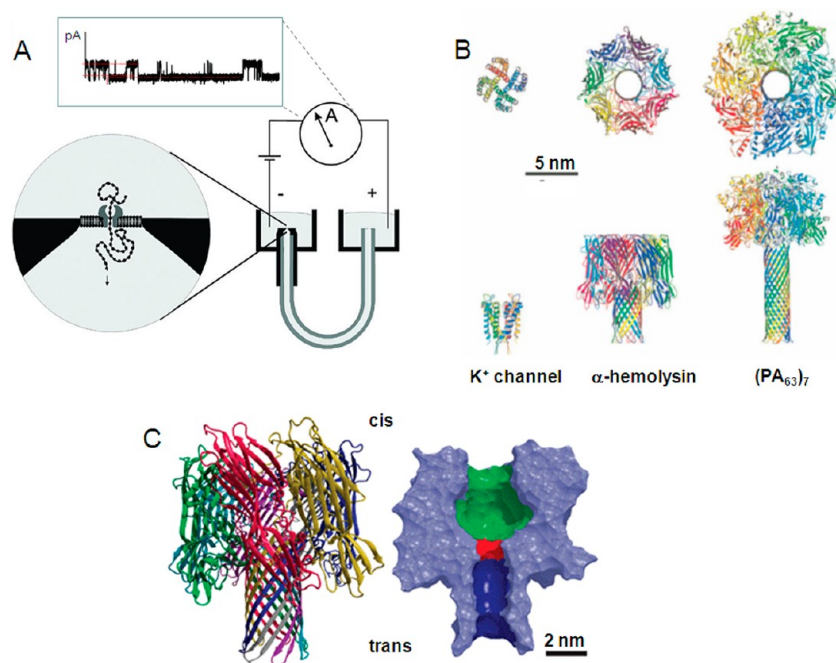 A
pA
A
-
+
B
5 nm
K⁺ channel
α-hemolysin
(PA₆₃)₇
C
cis
trans
2 nm